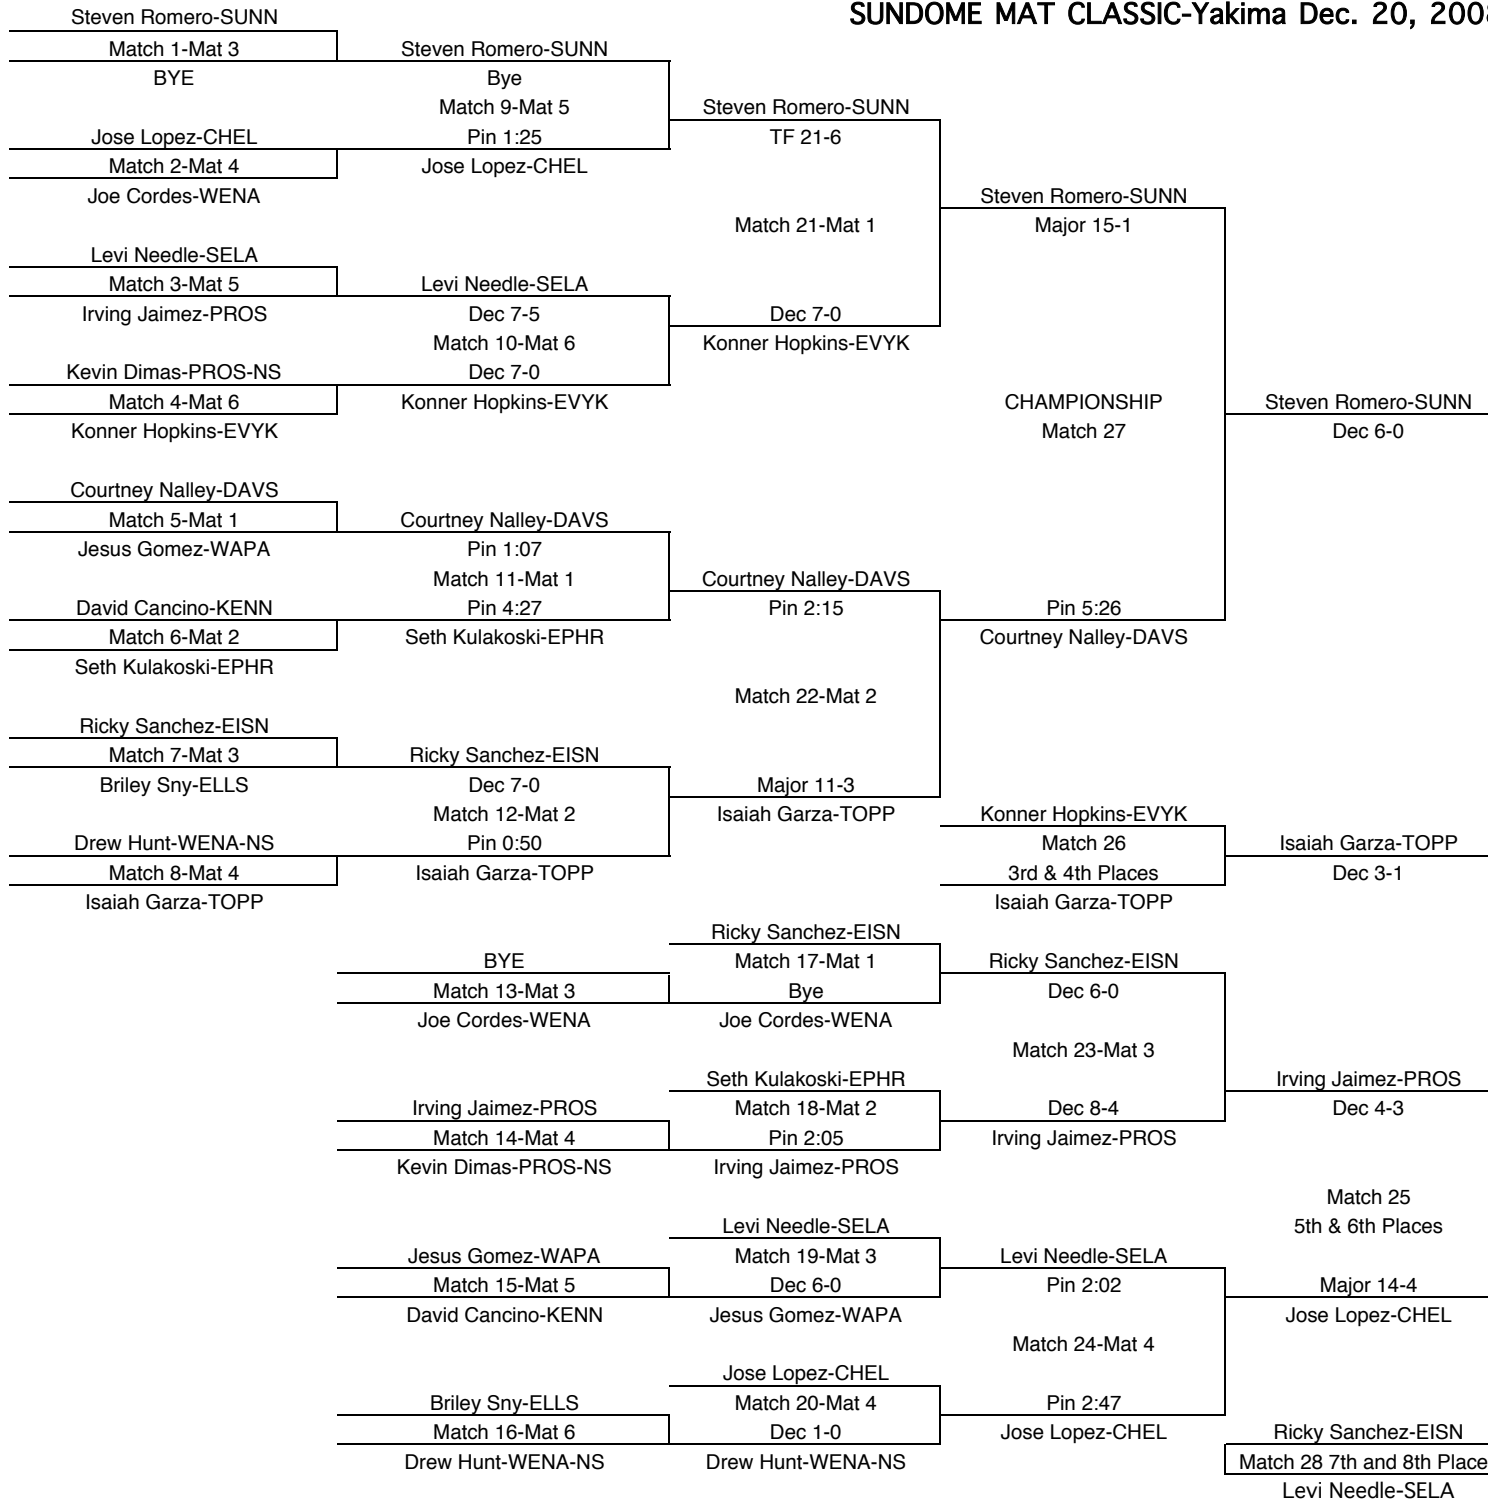 SUNDOME MAT CLASSIC-Yakima Dec. 20, 2008
Steven Romero-SUNN
Match 1-Mat 3
Steven Romero-SUNN
BYE
Bye
Match 9-Mat 5
Steven Romero-SUNN
Jose Lopez-CHEL
Pin 1:25
TF 21-6
Match 2-Mat 4
Jose Lopez-CHEL
Joe Cordes-WENA
Steven Romero-SUNN
Match 21-Mat 1
Major 15-1
Levi Needle-SELA
Match 3-Mat 5
Levi Needle-SELA
Irving Jaimez-PROS
Dec 7-5
Dec 7-0
Match 10-Mat 6
Konner Hopkins-EVYK
Kevin Dimas-PROS-NS
Dec 7-0
Match 4-Mat 6
Konner Hopkins-EVYK
CHAMPIONSHIP
Steven Romero-SUNN
Konner Hopkins-EVYK
Match 27
Dec 6-0
Courtney Nalley-DAVS
Match 5-Mat 1
Courtney Nalley-DAVS
Jesus Gomez-WAPA
Pin 1:07
Match 11-Mat 1
Courtney Nalley-DAVS
David Cancino-KENN
Pin 4:27
Pin 2:15
Pin 5:26
Match 6-Mat 2
Seth Kulakoski-EPHR
Courtney Nalley-DAVS
Seth Kulakoski-EPHR
Match 22-Mat 2
Ricky Sanchez-EISN
Match 7-Mat 3
Ricky Sanchez-EISN
Briley Sny-ELLS
Dec 7-0
Major 11-3
Match 12-Mat 2
Isaiah Garza-TOPP
Konner Hopkins-EVYK
Drew Hunt-WENA-NS
Pin 0:50
Match 26
Isaiah Garza-TOPP
Match 8-Mat 4
Isaiah Garza-TOPP
3rd & 4th Places
Dec 3-1
Isaiah Garza-TOPP
Isaiah Garza-TOPP
Ricky Sanchez-EISN
BYE
Match 17-Mat 1
Ricky Sanchez-EISN
Match 13-Mat 3
Bye
Dec 6-0
Joe Cordes-WENA
Joe Cordes-WENA
Match 23-Mat 3
Seth Kulakoski-EPHR
Irving Jaimez-PROS
Irving Jaimez-PROS
Match 18-Mat 2
Dec 8-4
Dec 4-3
Match 14-Mat 4
Pin 2:05
Irving Jaimez-PROS
Kevin Dimas-PROS-NS
Irving Jaimez-PROS
Match 25
Levi Needle-SELA
5th & 6th Places
Jesus Gomez-WAPA
Match 19-Mat 3
Levi Needle-SELA
Match 15-Mat 5
Dec 6-0
Pin 2:02
Major 14-4
David Cancino-KENN
Jesus Gomez-WAPA
Jose Lopez-CHEL
Match 24-Mat 4
Jose Lopez-CHEL
Briley Sny-ELLS
Match 20-Mat 4
Pin 2:47
Match 16-Mat 6
Dec 1-0
Jose Lopez-CHEL
Ricky Sanchez-EISN
Drew Hunt-WENA-NS
Drew Hunt-WENA-NS
Match 28 7th and 8th Place
Levi Needle-SELA